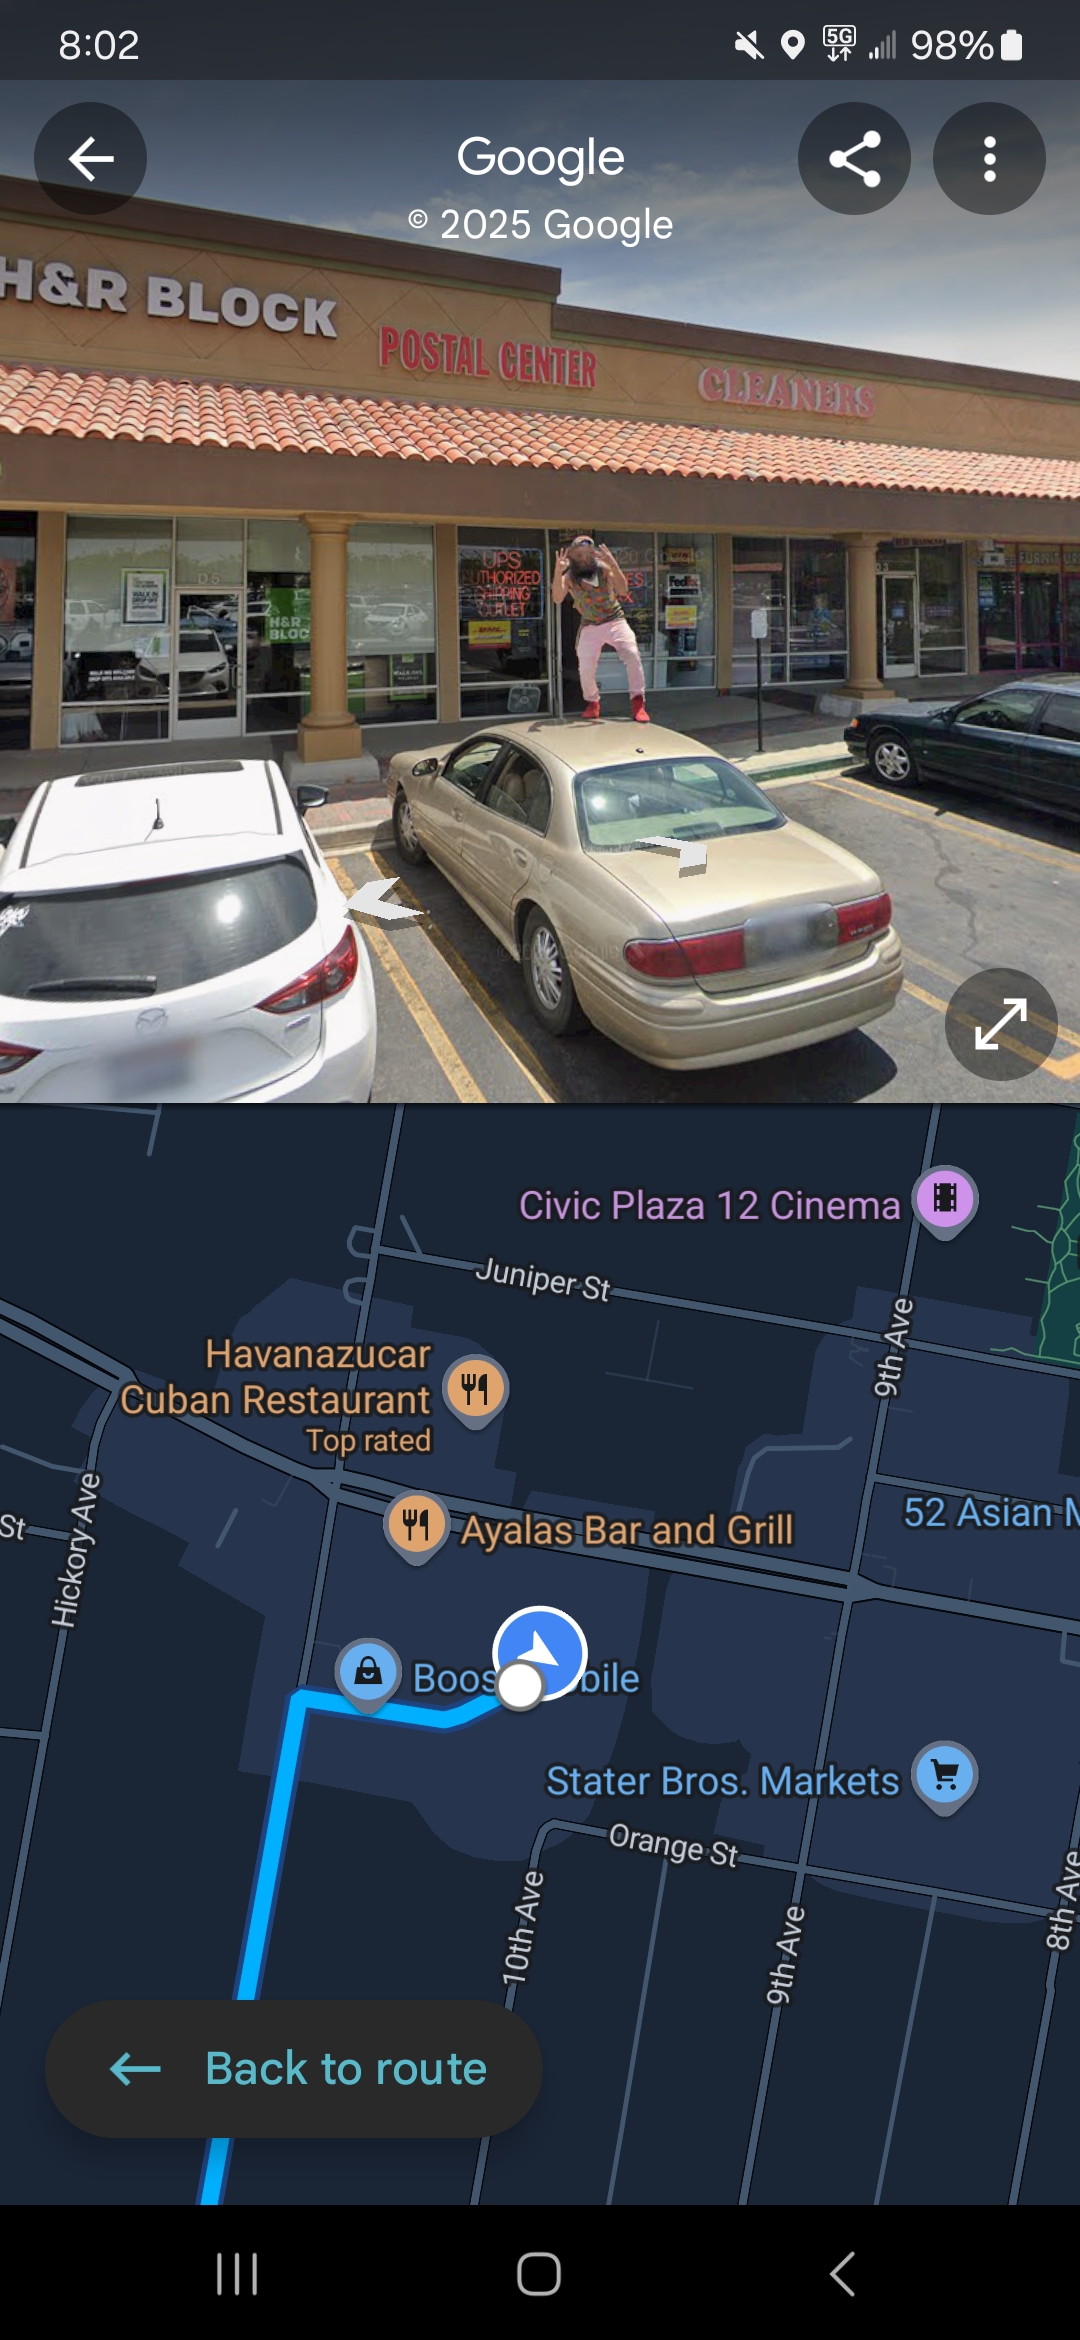 8:02
5G
98%
Google
© 2025 Google
H&R BLOCK
POSTAL CENTER
CLEANERS
D5
H&R
BLOC
UPS
AUTHORIZED
SHIPPING
OUTLET
DHL
FedEx
Civic Plaza 12 Cinema
Juniper St
9th Ave
Havanazucar
Cuban Restaurant
Top rated
Hickory Ave
St
Ayalas Bar and Grill
52 Asian M
Boos
bile
Stater Bros. Markets
Orange St
10th Ave
9th Ave
8th Ave
Back to route